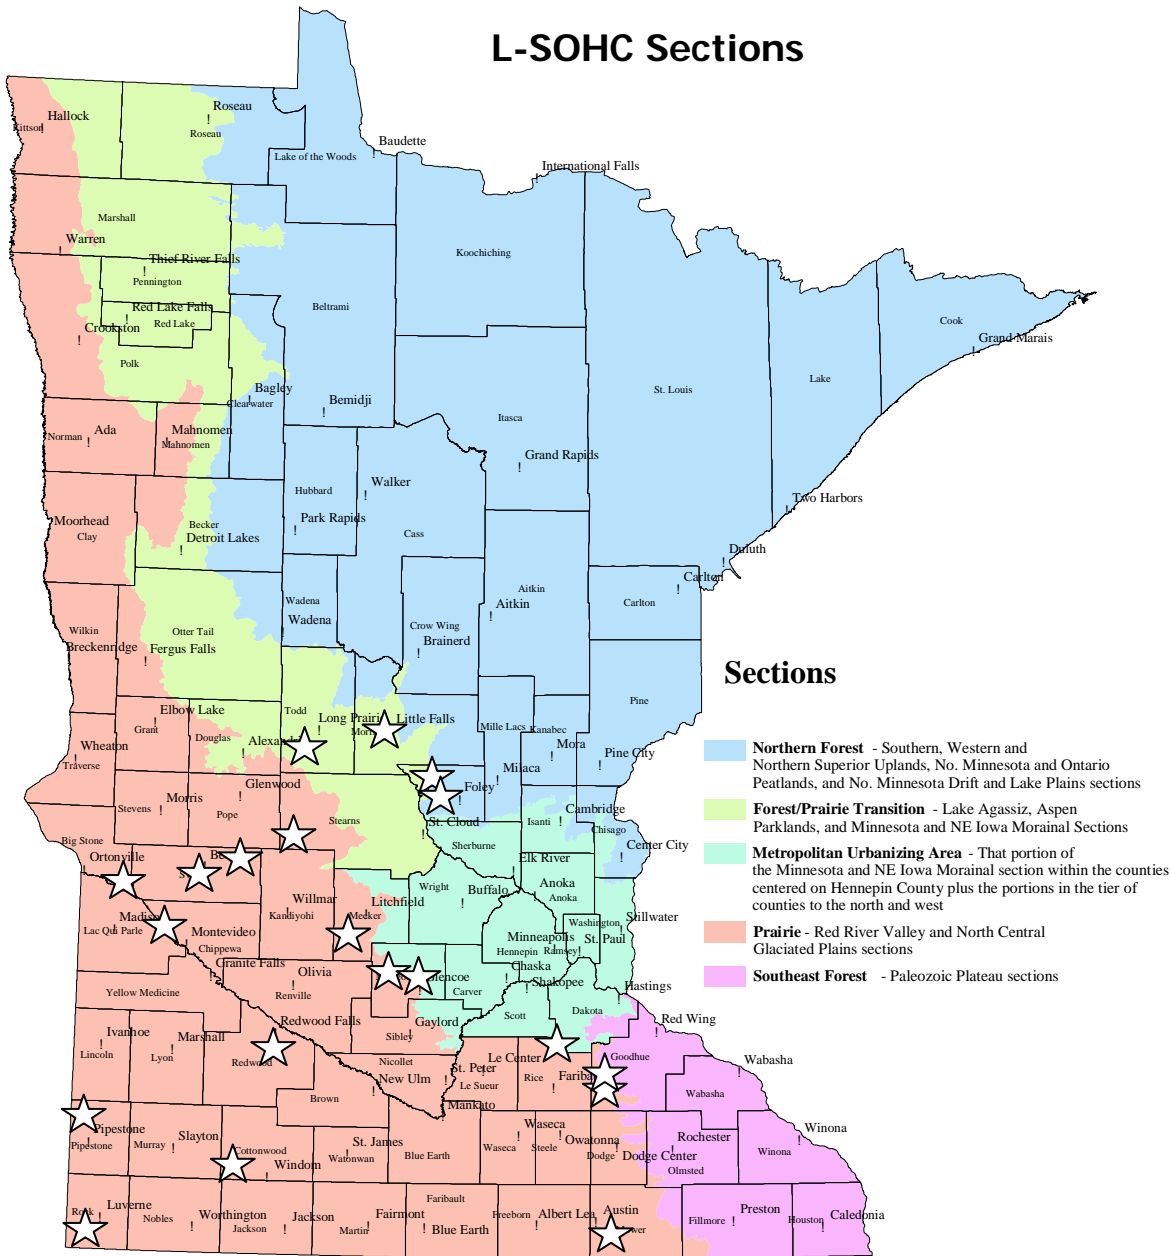 L-SOHC Sections
Hallock
Kittson
Roseau
Roseau
Lake of the Woods
Baudette
International Falls
Marshall
Warren
Thief River Falls
Pennington
Koochiching
Red Lake Falls
Red Lake
Crookston
Polk
Beltrami
Cook
Grand Marais
Lake
St. Louis
Bagley
Clearwater
Bemidji
Itasca
Grand Rapids
Ada
Norman
Mahnomen
Mahnomen
Walker
Hubbard
Park Rapids
Cass
Two Harbors
Moorhead
Clay
Becker
Detroit Lakes
Duluth
Carlton
Carlton
Aitkin
Aitkin
Wadena
Wadena
Crow Wing
Brainerd
Wilkin
Breckenridge
Otter Tail
Fergus Falls
Pine
Sections
Elbow Lake
Grant
Douglas
Todd
Long Prairi
Little Falls
Mille Lacs
Kanabec
Mora
Pine City
Wheaton
Traverse
Milaca
Northern Forest - Southern, Western and
Northern Superior Uplands, No. Minnesota and Ontario
Peatlands, and No. Minnesota Drift and Lake Plains sections
Glenwood
Morris
Stevens
Pope
Foley
Stearns
St. Cloud
Cambridge
Isanti
Chisago
Forest/Prairie Transition - Lake Agassiz, Aspen
Parklands, and Minnesota and NE Iowa Morainal Sections
Big Stone
Ortonville
Sherburne
Elk River
Center City
Metropolitan Urbanizing Area - That portion of
the Minnesota and NE Iowa Morainal section within the counties
centered on Hennepin County plus the portions in the tier of
counties to the north and west
Willmar
Kandiyohi
Litchfield
Meeker
Wright
Buffalo
Anoka
Anoka
Stillwater
Washington
Lac Qui Parle
Montevideo
Chippewa
Minneapolis
Hennepin
Ramsey
St. Paul
Prairie - Red River Valley and North Central
Glaciated Plains sections
Granite Falls
Olivia
Renville
Chaska
Carver
Shakopee
Southeast Forest - Paleozoic Plateau sections
Yellow Medicine
Hastings
Dakota
Scott
Redwood Falls
Gaylord
Sibley
Red Wing
Ivanhoe
Lincoln
Marshall
Lyon
Redwood
Nicollet
New Ulm
St. Peter
Le Center
Le Sueur
Rice
Goodhue
Wabasha
Wabasha
Brown
Mankato
Pipestone
Pipestone
Slayton
Murray
Cottonwood
Windom
St. James
Watonwan
Blue Earth
Waseca
Waseca
Steele
Owatonna
Dodge
Dodge Center
Rochester
Olmsted
Winona
Winona
Luverne
Nobles
Worthington
Jackson
Jackson
Martin
Fairmont
Faribault
Blue Earth
Freeborn
Albert Lea
Austin
Fillmore
Preston
Houston
Caledonia